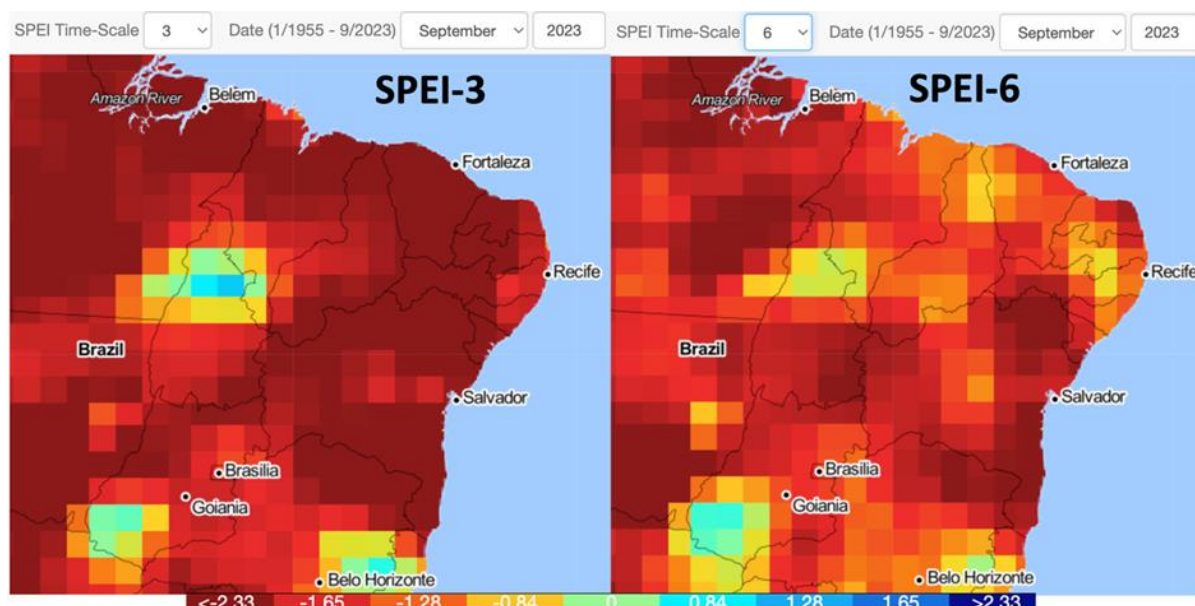 SPEI Time-Scale 3 Date (1/1955 - 9/2023) September 2023
SPEI Time-Scale 6 Date (1/1955 - 9/2023) September 2023
SPEI-3
Amazon River
Belem
Fortaleza
Recife
Brazil
Salvador
Brasilia
Goiania
Belo Horizonte
SPEI-6
Amazon River
Belem
Fortaleza
Recife
Brazil
Salvador
Brasilia
Goiania
Belo Horizonte
<-2.33 -1.65 -1.28 -0.84 0 0.84 1.28 1.65 >2.33